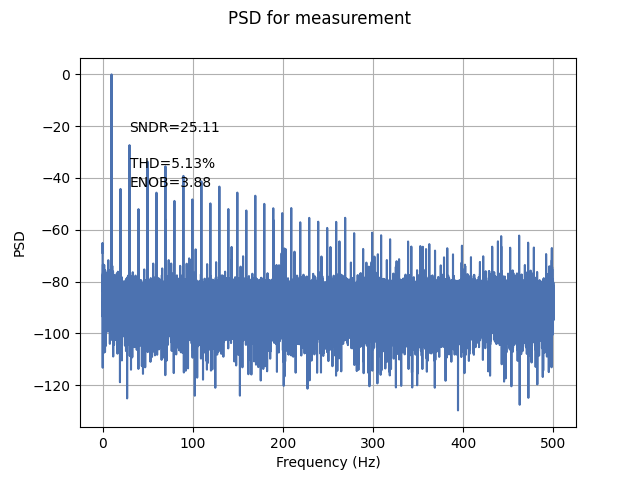 PSD for measurement
PSD
0
−20
−40
−60
−80
−100
−120
SNDR=25.11
THD=5.13%
ENOB=3.88
0 100 200 300 400 500
Frequency (Hz)